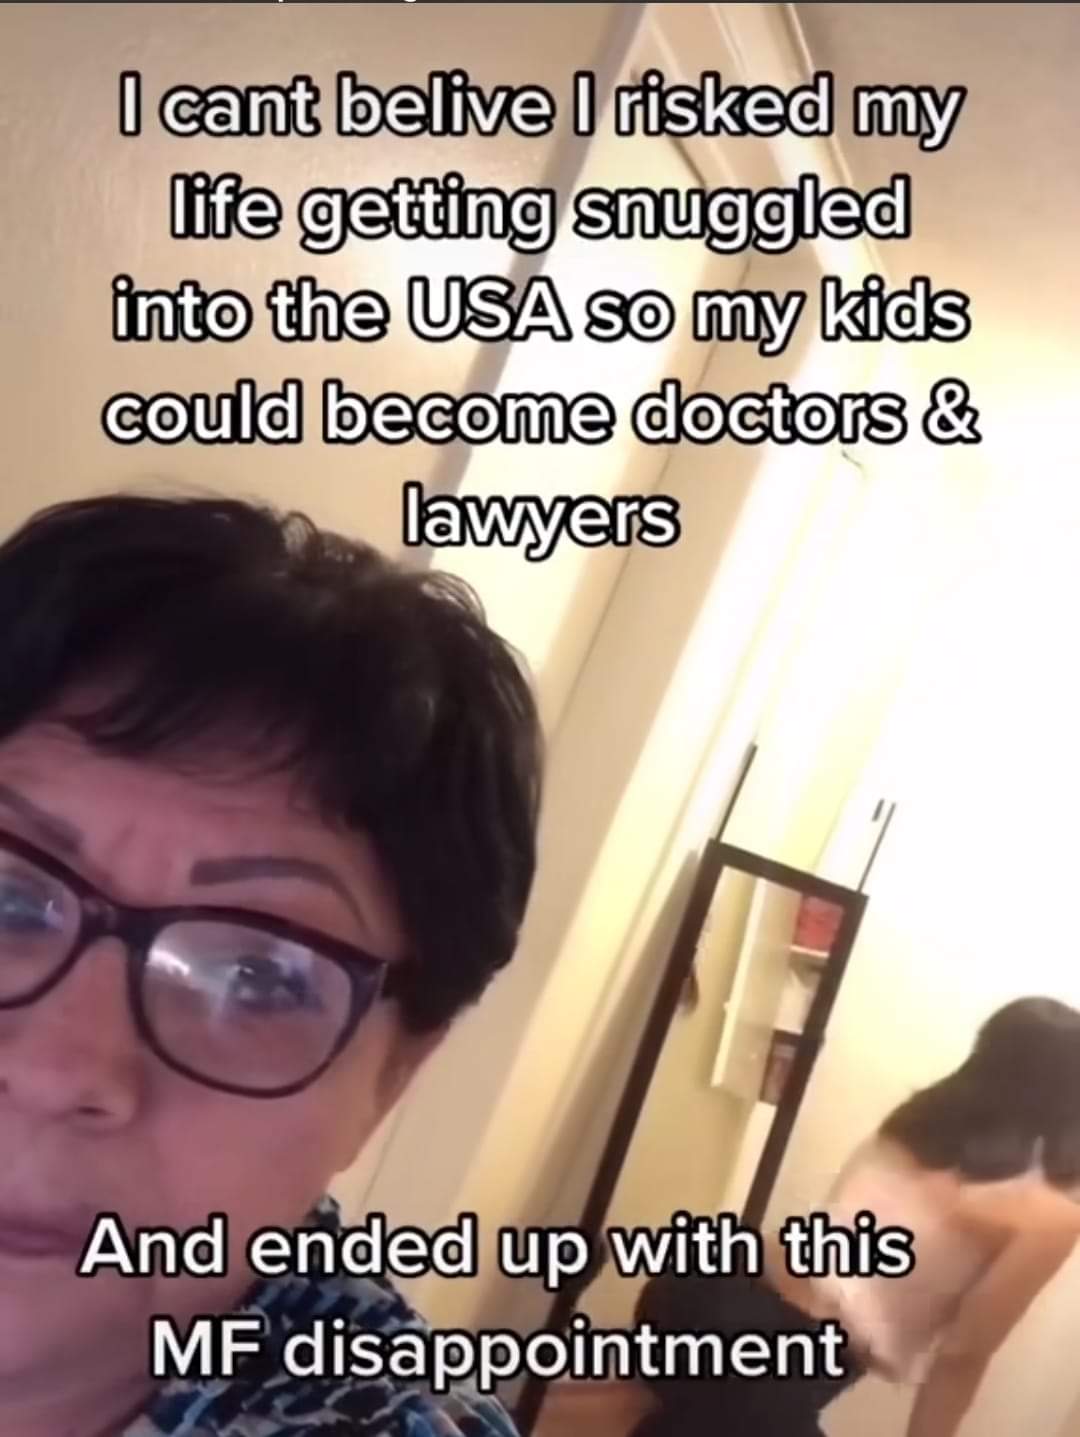 I cant belive I risked my
life getting snuggled
into the USA so my kids
could become doctors &
lawyers
And ended up with this
MF disappointment